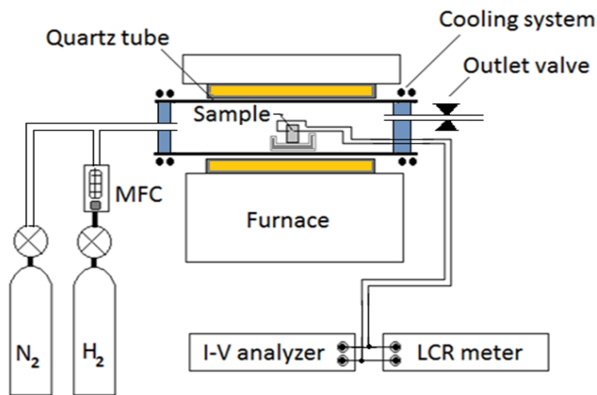 Cooling system
Quartz tube
Outlet valve
Sample
MFC
Furnace
N2
H2
I-V analyzer
LCR meter